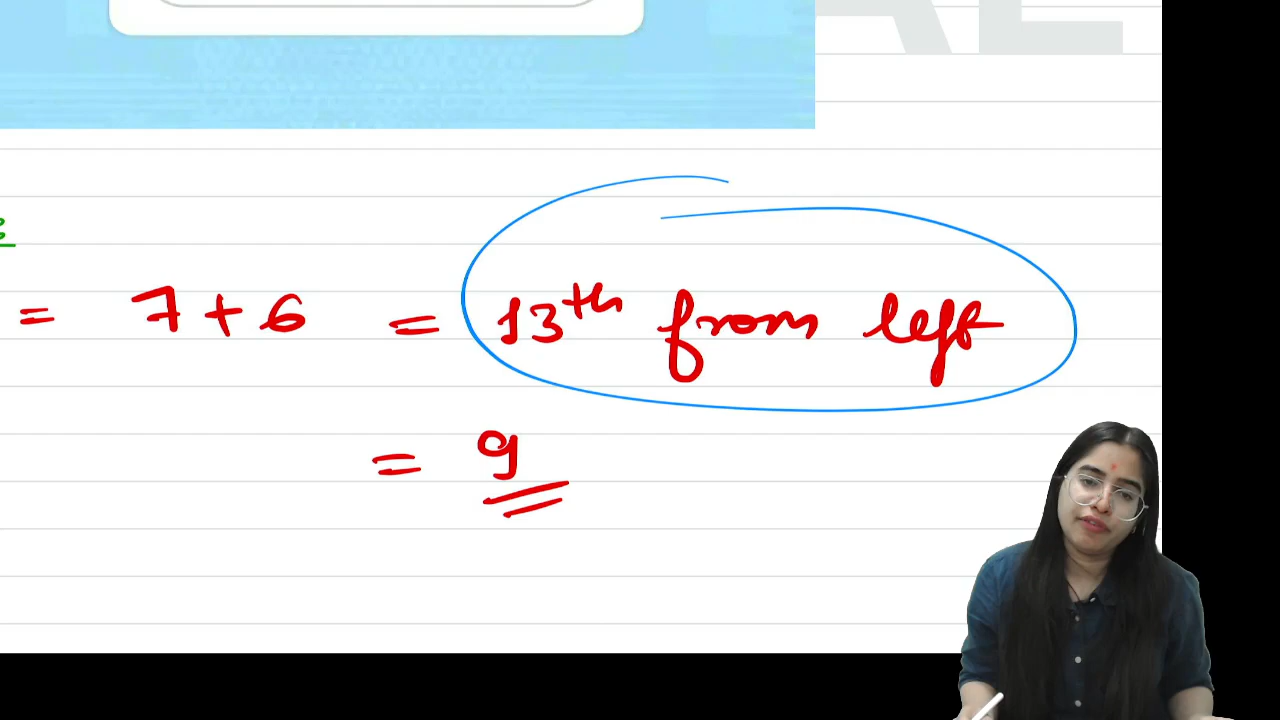 = 7 + 6 = 13th from left
= 9